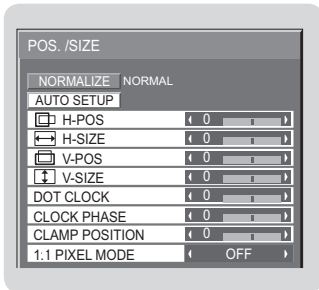 POS. /SIZE
NORMALIZE NORMAL
AUTO SETUP
H-POS 0
H-SIZE 0
V-POS 0
V-SIZE 0
DOT CLOCK 0
CLOCK PHASE 0
CLAMP POSITION 0
1:1 PIXEL MODE OFF